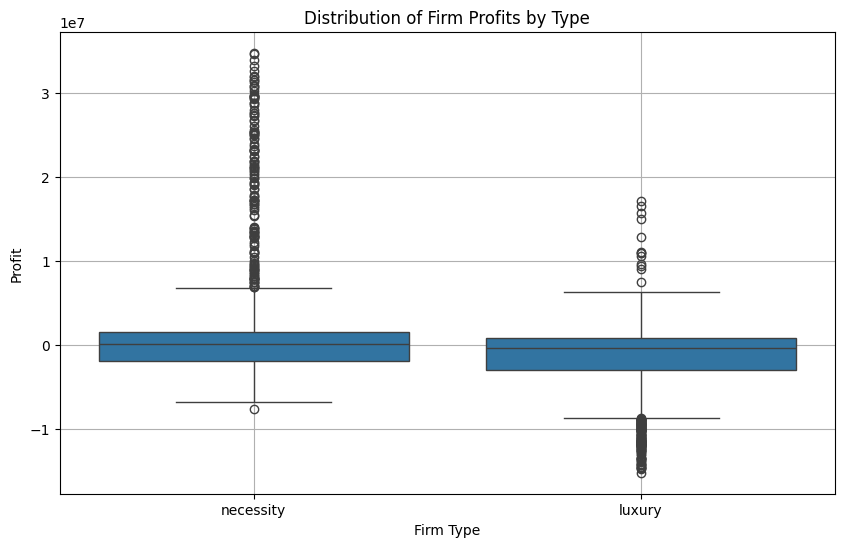 Distribution of Firm Profits by Type
1e7
3
2
1
0
−1
Profit
necessity
luxury
Firm Type